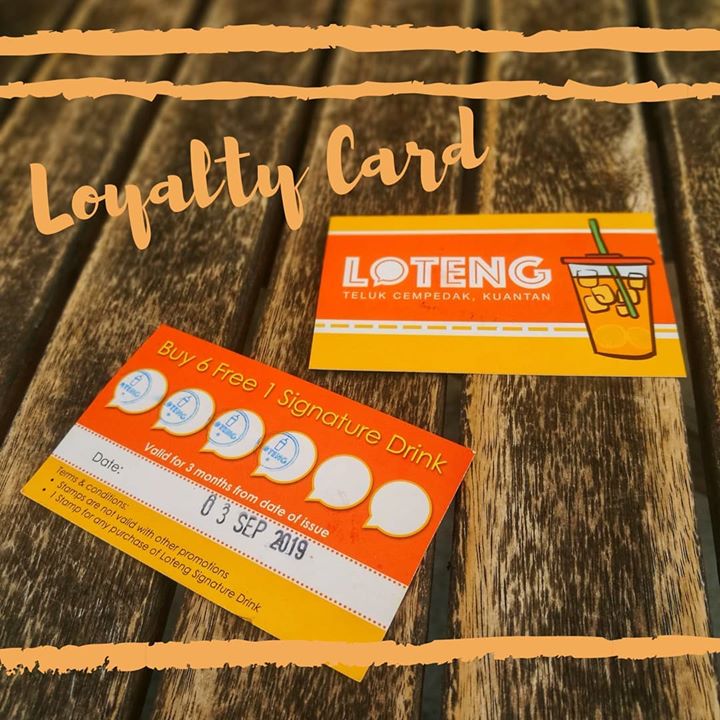 Loyalty Card
LOTENG
TELUK CEMPEDAK, KUANTAN
Buy 6 Free 1 Signature Drink
Valid for 3 months from date of issue
Date:
03 SEP 2019
Terms & conditions:
• Stamps are not valid with other promotions
• 1 Stamp for any purchase of Loteng Signature Drink